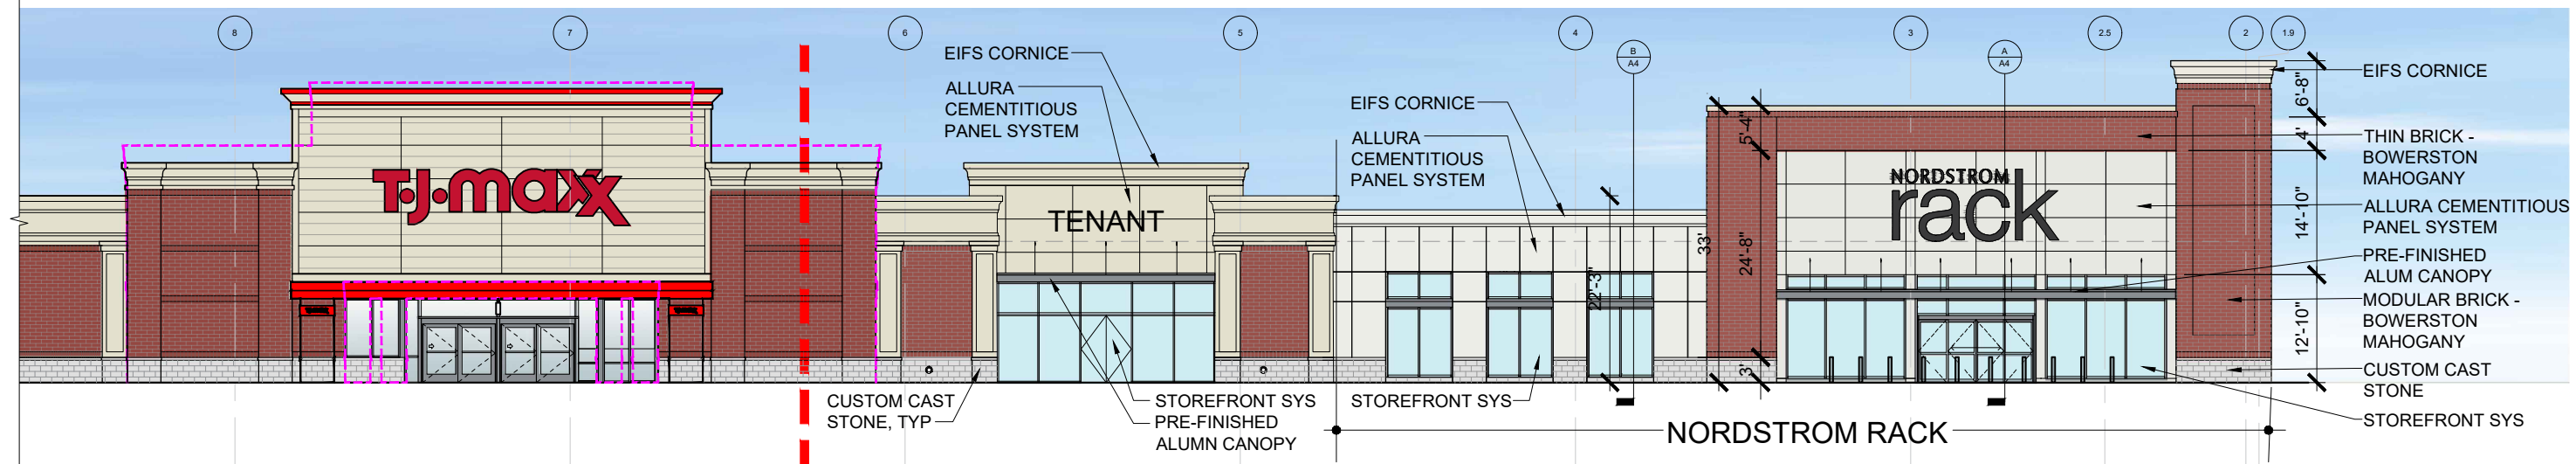 8
7
6
5
4
3
2.5
2
1.9
B
A4
A
A4
EIFS CORNICE
ALLURA
CEMENTITIOUS
PANEL SYSTEM
EIFS CORNICE
ALLURA
CEMENTITIOUS
PANEL SYSTEM
T.J.maxx
TENANT
NORDSTROM
rack
22'-3"
33'
5'-4"
24'-8"
3'
6'-8"
4'
14'-10"
12'-10"
EIFS CORNICE
THIN BRICK -
BOWERSTON
MAHOGANY
ALLURA CEMENTITIOUS
PANEL SYSTEM
PRE-FINISHED
ALUM CANOPY
MODULAR BRICK -
BOWERSTON
MAHOGANY
CUSTOM CAST
STONE
STOREFRONT SYS
CUSTOM CAST
STONE, TYP
STOREFRONT SYS
PRE-FINISHED
ALUMN CANOPY
STOREFRONT SYS
NORDSTROM RACK